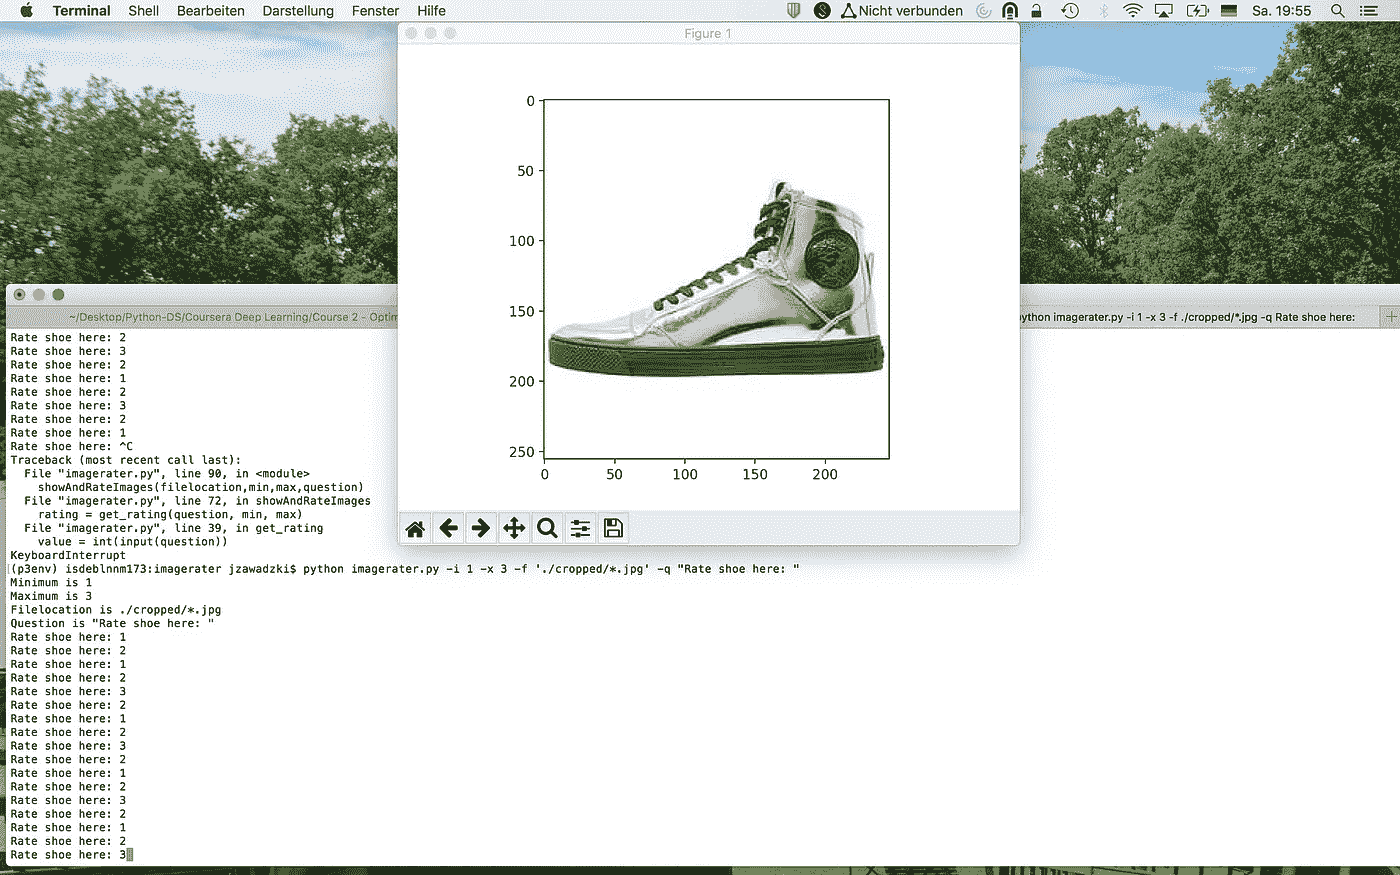 Terminal Shell Bearbeiten Darstellung Fenster Hilfe Nicht verbunden Sa. 19:55
Figure 1
0
50
100
150
200
250
0 50 100 150 200
~/Desktop/Python-DS/Coursera Deep Learning/Course 2 - Optim
ython imagerater.py -i 1 -x 3 -f ./cropped/*.jpg -q Rate shoe here:
Rate shoe here: 2
Rate shoe here: 3
Rate shoe here: 2
Rate shoe here: 1
Rate shoe here: 2
Rate shoe here: 3
Rate shoe here: 2
Rate shoe here: 1
Rate shoe here: ^C
Traceback (most recent call last):
  File "imagerater.py", line 90, in <module>
    showAndRateImages(filelocation,min,max,question)
  File "imagerater.py", line 72, in showAndRateImages
    rating = get_rating(question, min, max)
  File "imagerater.py", line 39, in get_rating
    value = int(input(question))
KeyboardInterrupt
(p3env) isdeblnnm173:imagerater jzawadzki$ python imagerater.py -i 1 -x 3 -f './cropped/*.jpg' -q "Rate shoe here: "
Minimum is 1
Maximum is 3
Filelocation is ./cropped/*.jpg
Question is "Rate shoe here: "
Rate shoe here: 1
Rate shoe here: 2
Rate shoe here: 1
Rate shoe here: 2
Rate shoe here: 3
Rate shoe here: 2
Rate shoe here: 1
Rate shoe here: 2
Rate shoe here: 3
Rate shoe here: 2
Rate shoe here: 1
Rate shoe here: 2
Rate shoe here: 3
Rate shoe here: 2
Rate shoe here: 1
Rate shoe here: 2
Rate shoe here: 3